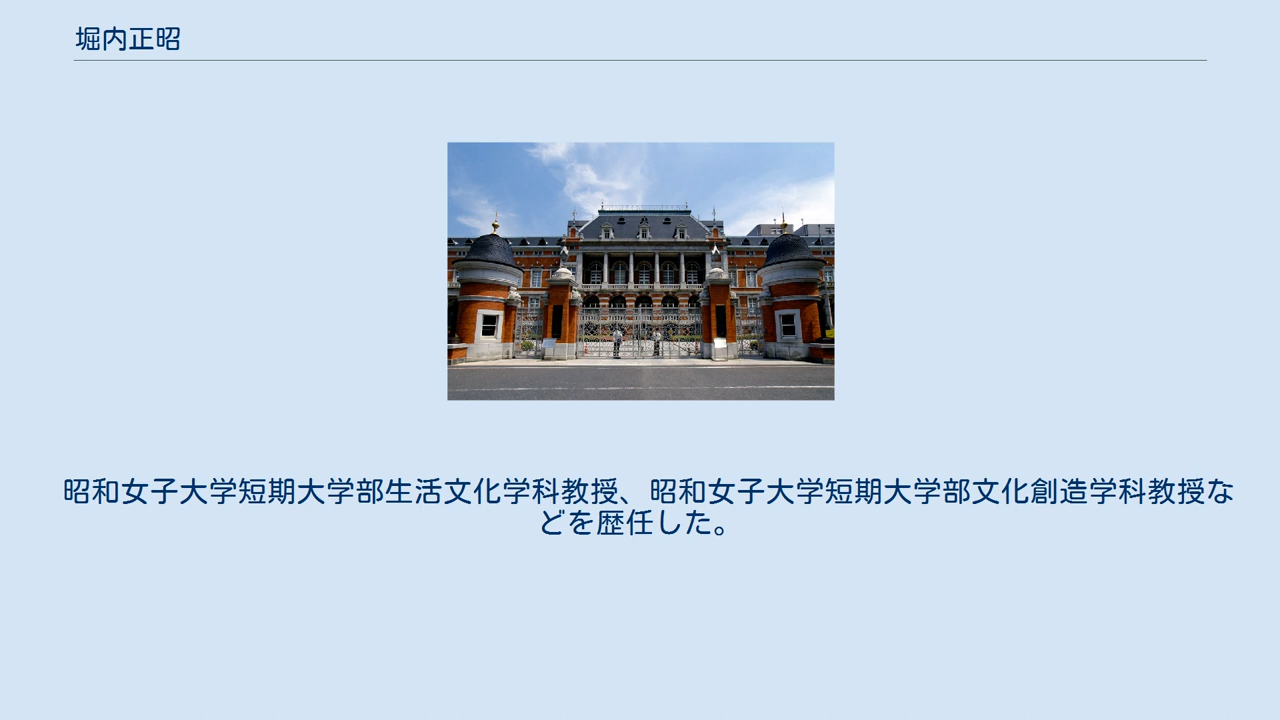 堀内正昭
昭和女子大学短期大学部生活文化学科教授、昭和女子大学短期大学部文化創造学科教授な
どを歴任した。